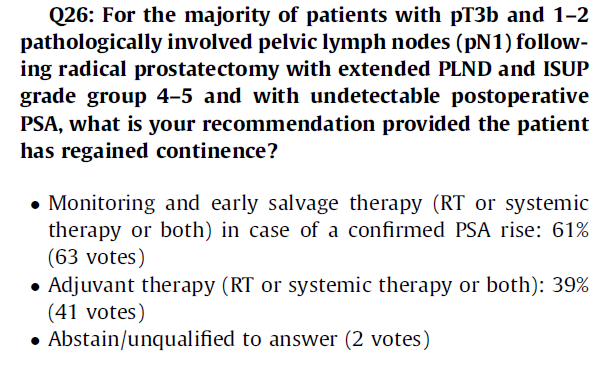 Q26: For the majority of patients with pT3b and 1–2
pathologically involved pelvic lymph nodes (pN1) follow-
ing radical prostatectomy with extended PLND and ISUP
grade group 4–5 and with undetectable postoperative
PSA, what is your recommendation provided the patient
has regained continence?
• Monitoring and early salvage therapy (RT or systemic
therapy or both) in case of a confirmed PSA rise: 61%
(63 votes)
• Adjuvant therapy (RT or systemic therapy or both): 39%
(41 votes)
• Abstain/unqualified to answer (2 votes)